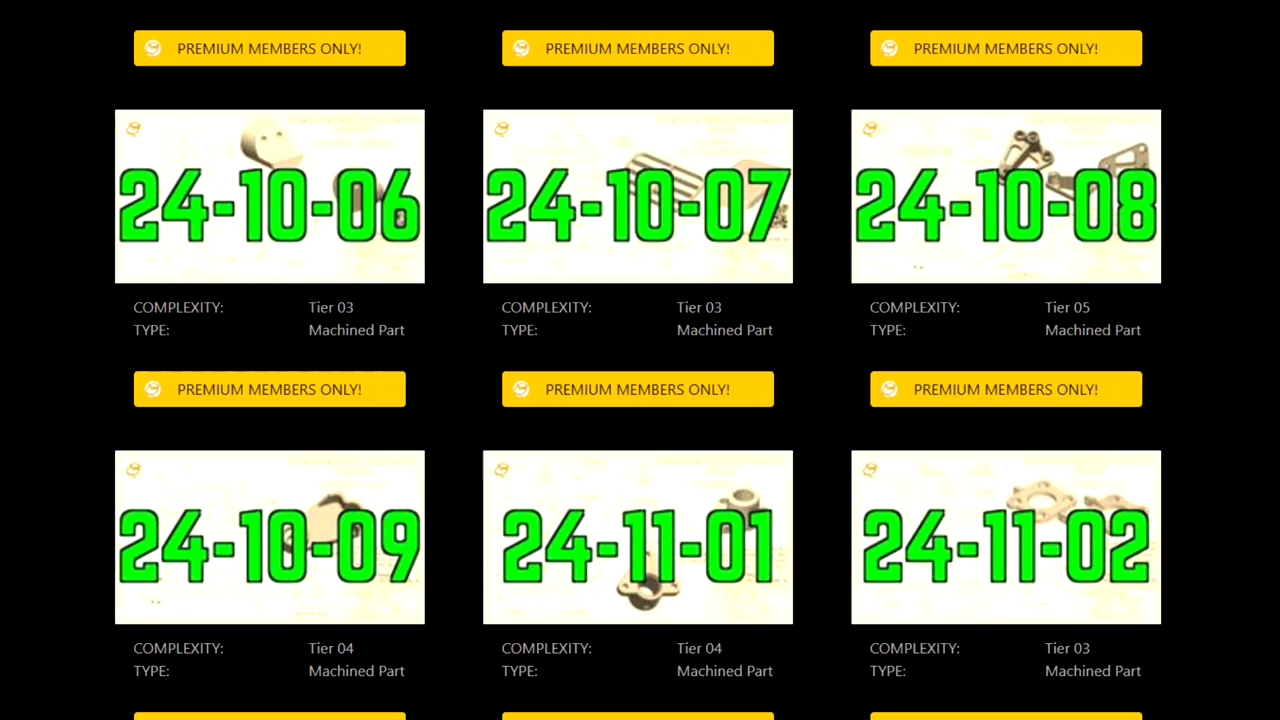 PREMIUM MEMBERS ONLY! PREMIUM MEMBERS ONLY! PREMIUM MEMBERS ONLY!
24-10-06 24-10-07 24-10-08
COMPLEXITY: Tier 03 COMPLEXITY: Tier 03 COMPLEXITY: Tier 05
TYPE: Machined Part TYPE: Machined Part TYPE: Machined Part
PREMIUM MEMBERS ONLY! PREMIUM MEMBERS ONLY! PREMIUM MEMBERS ONLY!
24-10-09 24-11-01 24-11-02
COMPLEXITY: Tier 04 COMPLEXITY: Tier 04 COMPLEXITY: Tier 03
TYPE: Machined Part TYPE: Machined Part TYPE: Machined Part